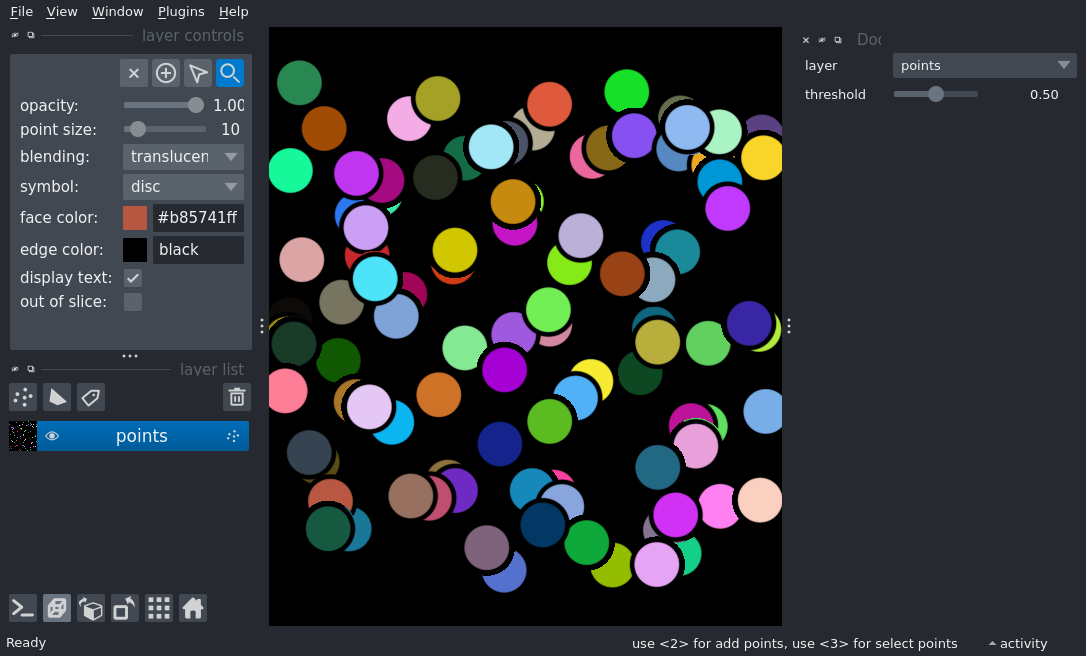 File View Window Plugins Help
layer controls
opacity: 1.00
point size: 10
blending: translucen
symbol: disc
face color: #b85741ff
edge color: black
display text:
out of slice:
layer list
points
layer points
threshold 0.50
Ready
use <2> for add points, use <3> for select points
activity